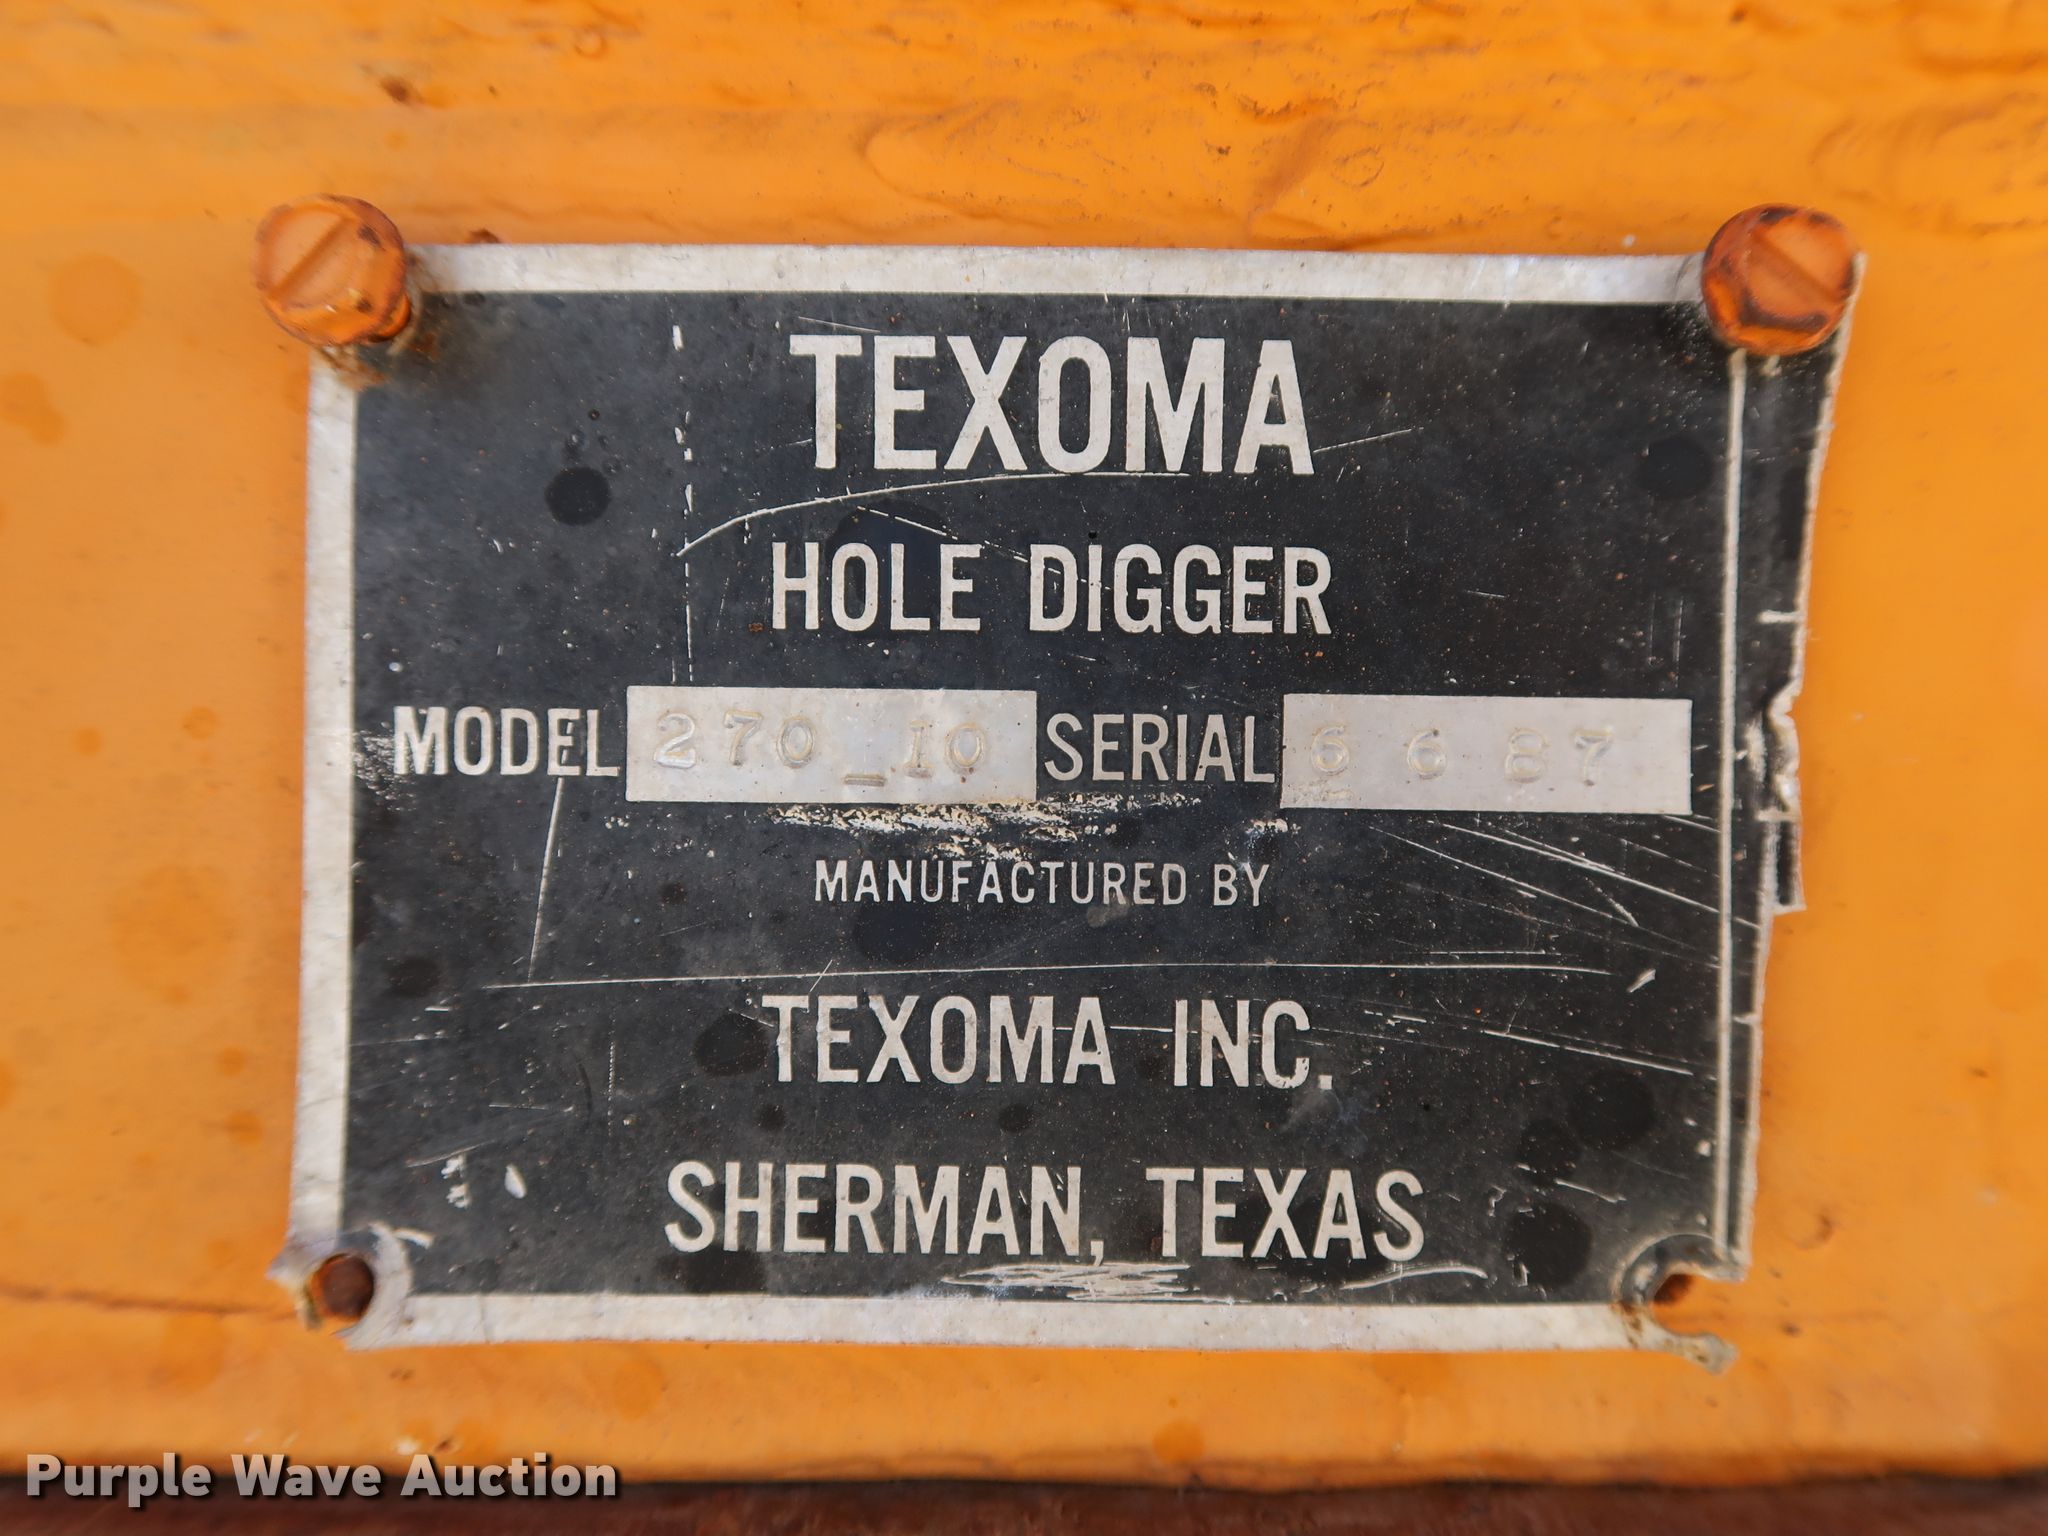 TEXOMA
HOLE DIGGER
MODEL 270_10 SERIAL 6687
MANUFACTURED BY
TEXOMA INC.
SHERMAN, TEXAS
Purple Wave Auction